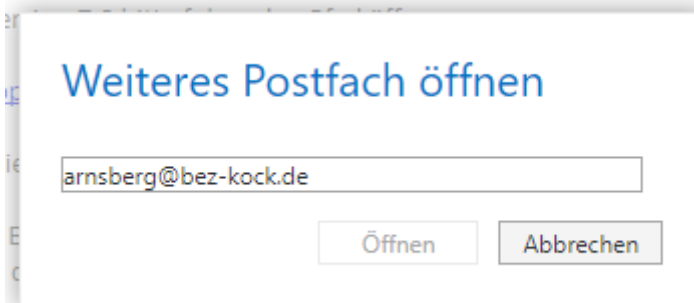 Weiteres Postfach öffnen
arnsberg@bez-kock.de
Öffnen
Abbrechen